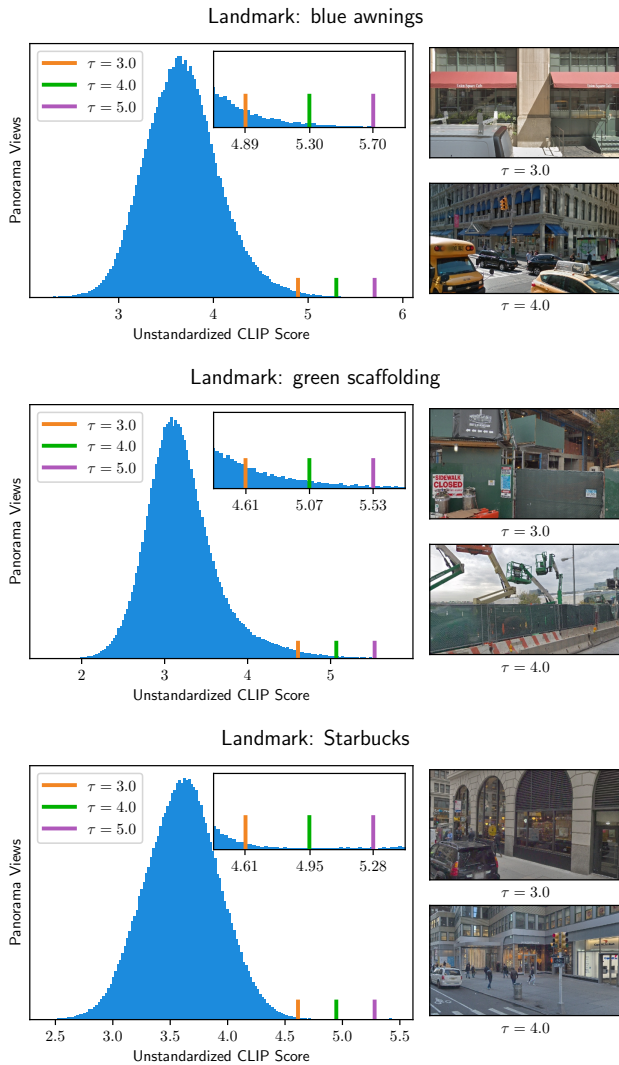 Landmark: blue awnings
Panorama Views
τ = 3.0
τ = 4.0
τ = 5.0
4.89 5.30 5.70
3 4 5 6
Unstandardized CLIP Score
τ = 3.0
τ = 4.0
Landmark: green scaffolding
Panorama Views
τ = 3.0
τ = 4.0
τ = 5.0
4.61 5.07 5.53
2 3 4 5
Unstandardized CLIP Score
SIDEWALK
CLOSED
τ = 3.0
τ = 4.0
Landmark: Starbucks
Panorama Views
τ = 3.0
τ = 4.0
τ = 5.0
4.61 4.95 5.28
2.5 3.0 3.5 4.0 4.5 5.0 5.5
Unstandardized CLIP Score
τ = 3.0
τ = 4.0